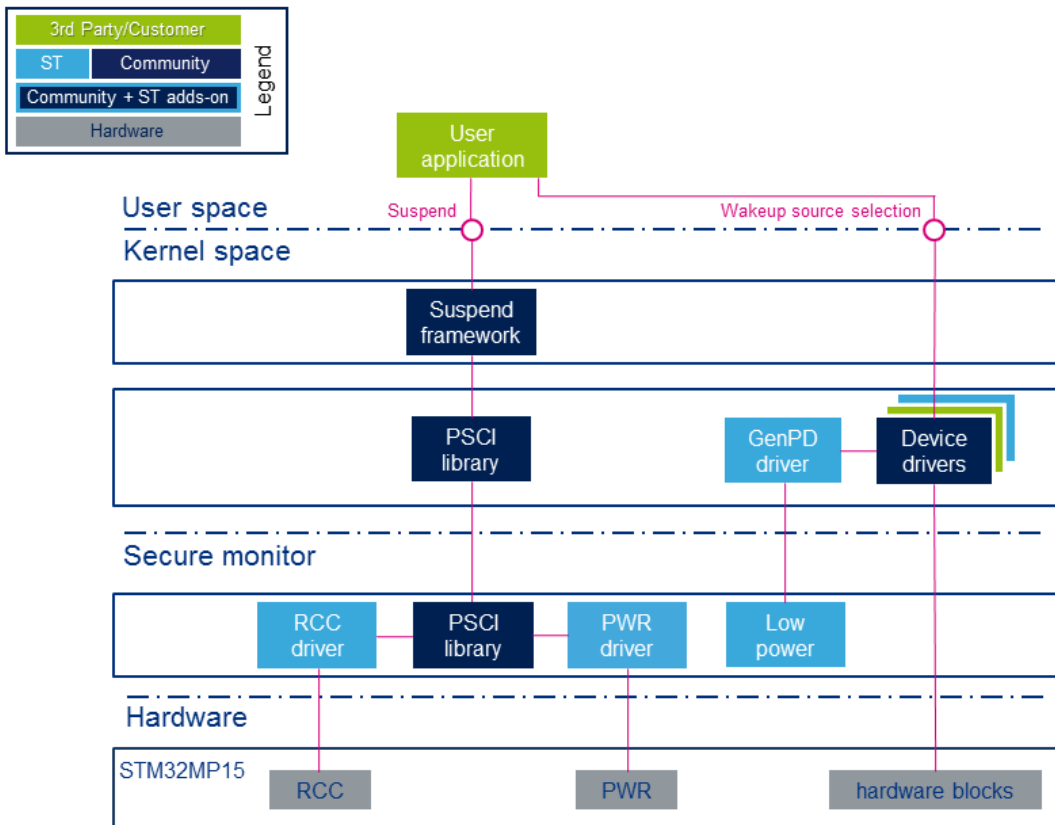 3rd Party/Customer
ST
Community
Community + ST adds-on
Hardware
Legend
User
application
User space
Suspend
Wakeup source selection
Kernel space
Suspend
framework
PSCI
library
GenPD
driver
Device
drivers
Secure monitor
RCC
driver
PSCI
library
PWR
driver
Low
power
Hardware
STM32MP15
RCC
PWR
hardware blocks